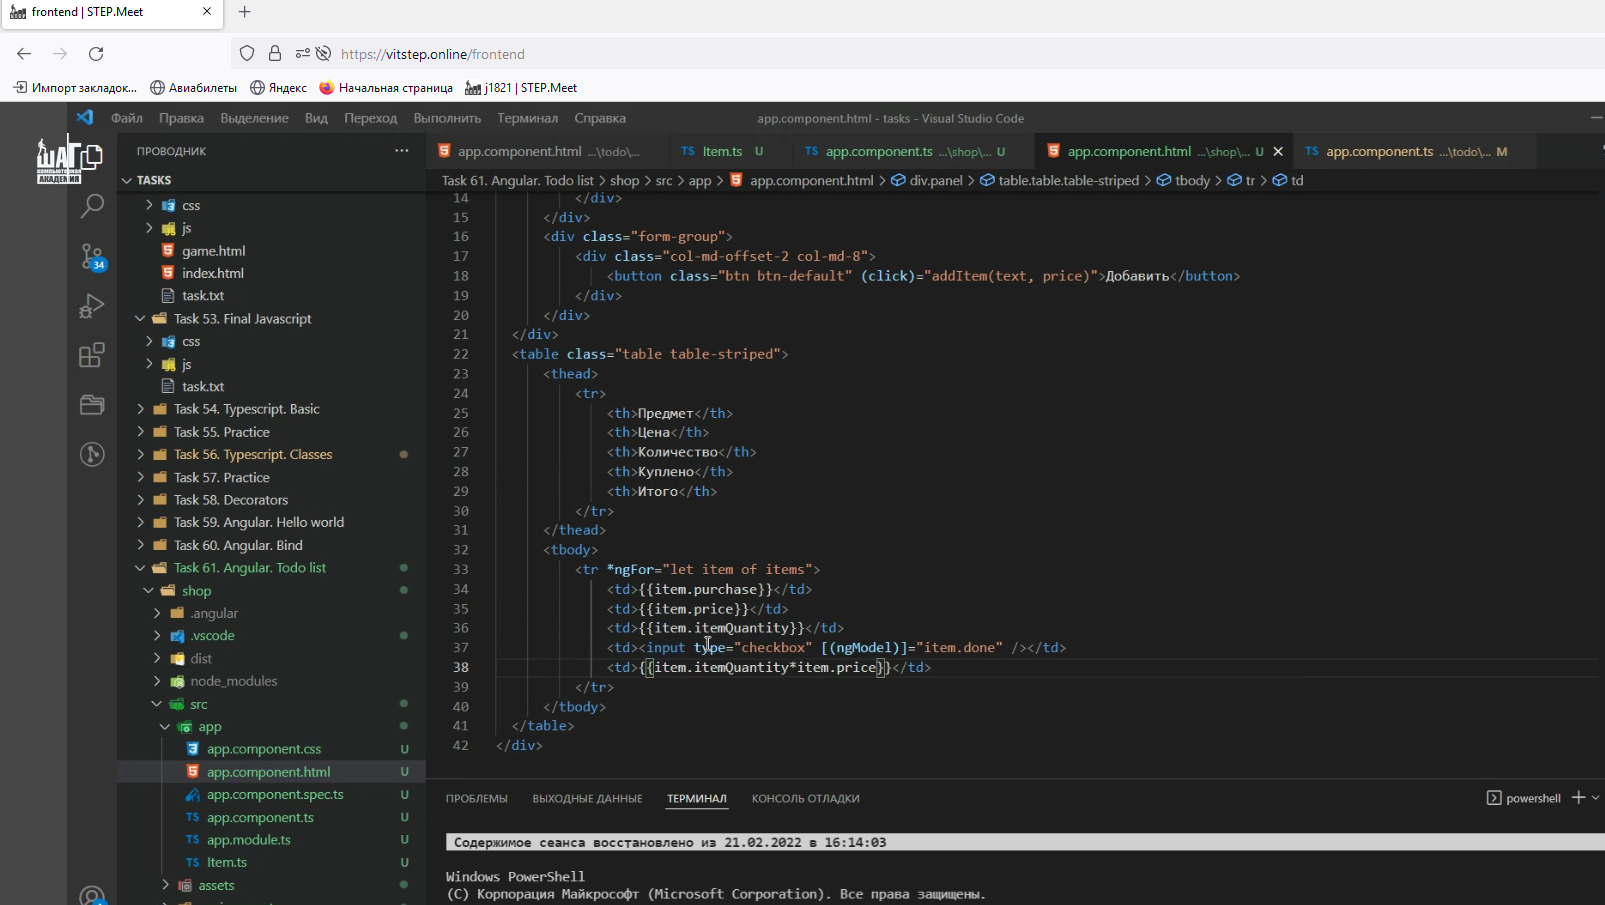 frontend | STEP.Meet
https://vitstep.online/frontend
Импорт закладок...
Авиабилеты
Яндекс
Начальная страница
j1821 | STEP.Meet
Файл Правка Выделение Вид Переход Выполнить Терминал Справка
app.component.html - tasks - Visual Studio Code
ШАГ
КОМПЬЮТЕРНАЯ
АКАДЕМИЯ
ПРОВОДНИК
app.component.html ...\todo\...
TS Item.ts U
TS app.component.ts ...\shop\... U
app.component.html ...\shop\... U
TS app.component.ts ...\todo\... M
TASKS
Task 61. Angular. Todo list > shop > src > app > app.component.html > div.panel > table.table.table-striped > tbody > tr > td
css
js
game.html
index.html
task.txt
Task 53. Final Javascript
css
js
task.txt
Task 54. Typescript. Basic
Task 55. Practice
Task 56. Typescript. Classes
Task 57. Practice
Task 58. Decorators
Task 59. Angular. Hello world
Task 60. Angular. Bind
Task 61. Angular. Todo list
shop
.angular
.vscode
dist
node_modules
src
app
app.component.css U
app.component.html U
app.component.spec.ts U
TS app.component.ts U
TS app.module.ts U
TS Item.ts U
assets
34
14 </div>
15 </div>
16 <div class="form-group">
17 <div class="col-md-offset-2 col-md-8">
18 <button class="btn btn-default" (click)="addItem(text, price)">Добавить</button>
19 </div>
20 </div>
21 </div>
22 <table class="table table-striped">
23 <thead>
24 <tr>
25 <th>Предмет</th>
26 <th>Цена</th>
27 <th>Количество</th>
28 <th>Куплено</th>
29 <th>Итого</th>
30 </tr>
31 </thead>
32 <tbody>
33 <tr *ngFor="let item of items">
34 <td>{{item.purchase}}</td>
35 <td>{{item.price}}</td>
36 <td>{{item.itemQuantity}}</td>
37 <td><input type="checkbox" [(ngModel)]="item.done" /></td>
38 <td>{{item.itemQuantity*item.price}}</td>
39 </tr>
40 </tbody>
41 </table>
42 </div>
ПРОБЛЕМЫ ВЫХОДНЫЕ ДАННЫЕ ТЕРМИНАЛ КОНСОЛЬ ОТЛАДКИ
powershell
Содержимое сеанса восстановлено из 21.02.2022 в 16:14:03
Windows PowerShell
(C) Корпорация Майкрософт (Microsoft Corporation). Все права защищены.